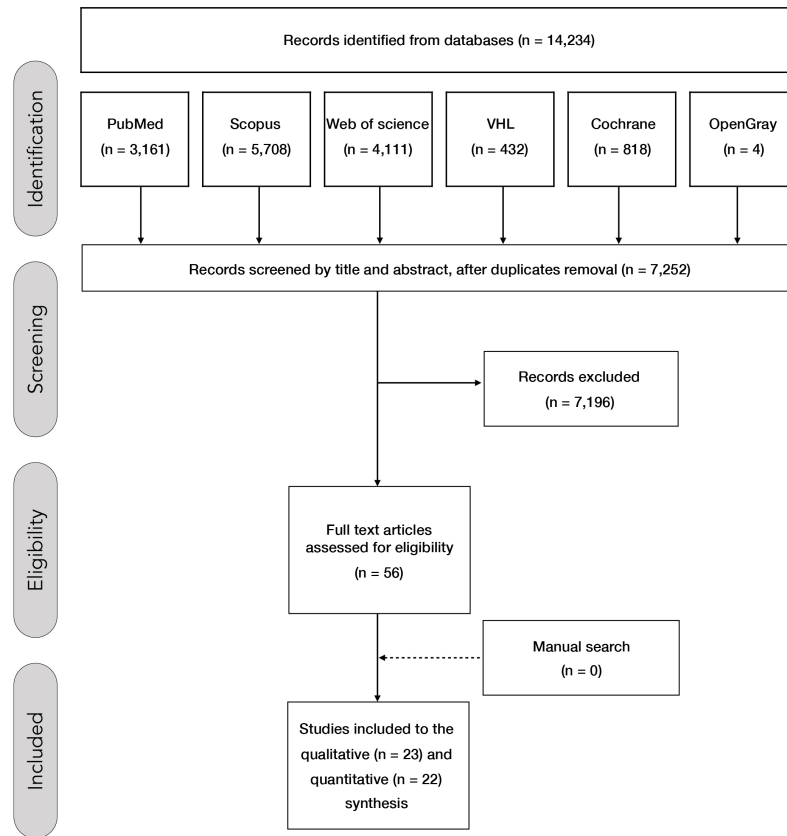 Records identified from databases (n = 14,234)
Identification
PubMed
(n = 3,161)
Scopus
(n = 5,708)
Web of science
(n = 4,111)
VHL
(n = 432)
Cochrane
(n = 818)
OpenGray
(n = 4)
Records screened by title and abstract, after duplicates removal (n = 7,252)
Screening
Records excluded
(n = 7,196)
Eligibility
Full text articles
assessed for eligibility
(n = 56)
Manual search
(n = 0)
Included
Studies included to the
qualitative (n = 23) and
quantitative (n = 22)
synthesis